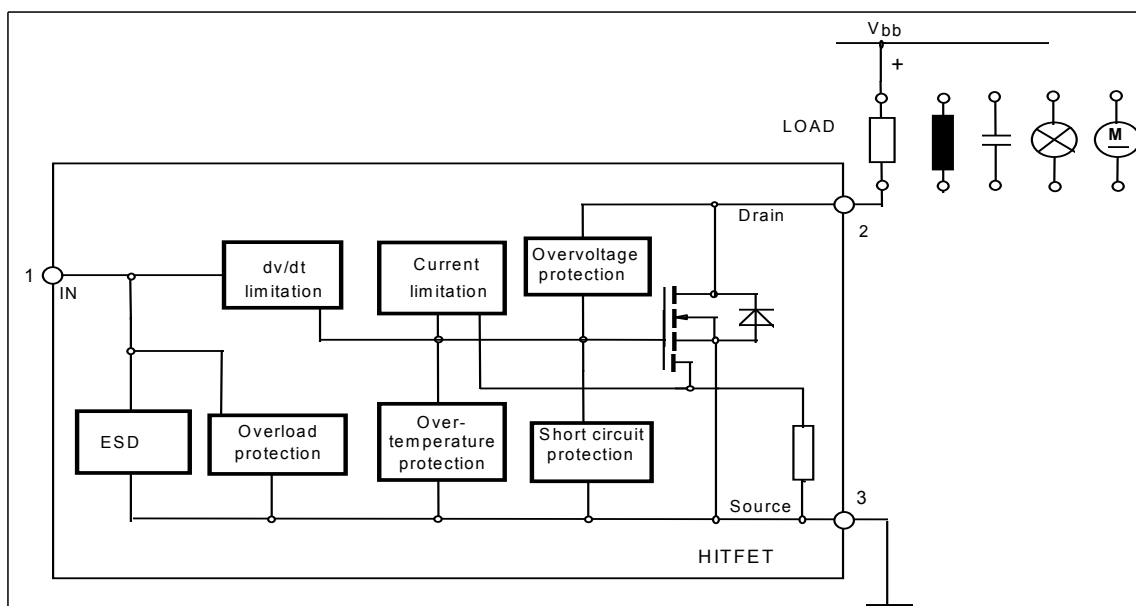 Vbb
+
LOAD
M
Drain
2
1
IN
dv/dt
limitation
Current
limitation
Overvoltage
protection
ESD
Overload
protection
Over-
temperature
protection
Short circuit
protection
Source
3
HITFET